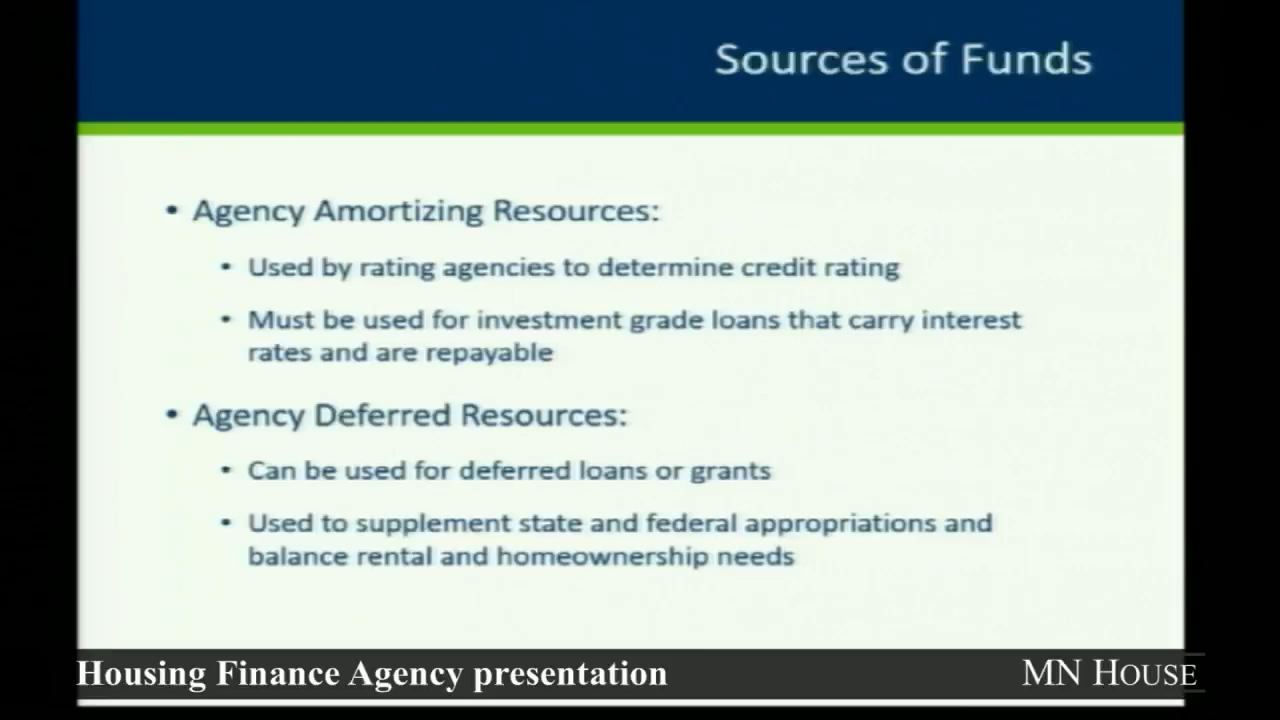 Sources of Funds
• Agency Amortizing Resources:
• Used by rating agencies to determine credit rating
• Must be used for investment grade loans that carry interest
rates and are repayable
• Agency Deferred Resources:
• Can be used for deferred loans or grants
• Used to supplement state and federal appropriations and
balance rental and homeownership needs
Housing Finance Agency presentation
MN HOUSE